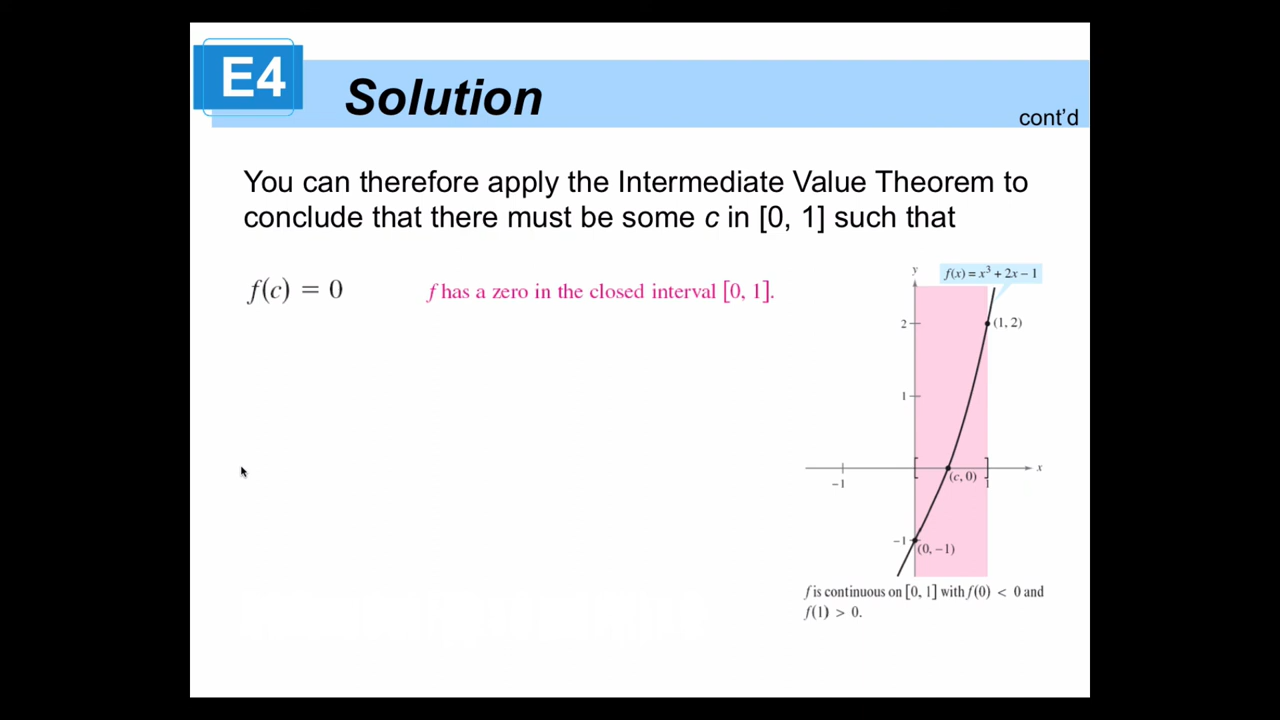 E4
Solution
cont’d
You can therefore apply the Intermediate Value Theorem to
conclude that there must be some c in [0, 1] such that
f(c) = 0
f has a zero in the closed interval [0, 1].
y
f(x) = x³ + 2x − 1
2
(1, 2)
1
x
(c, 0)
−1
1
−1
(0, −1)
f is continuous on [0, 1] with f(0) < 0 and
f(1) > 0.